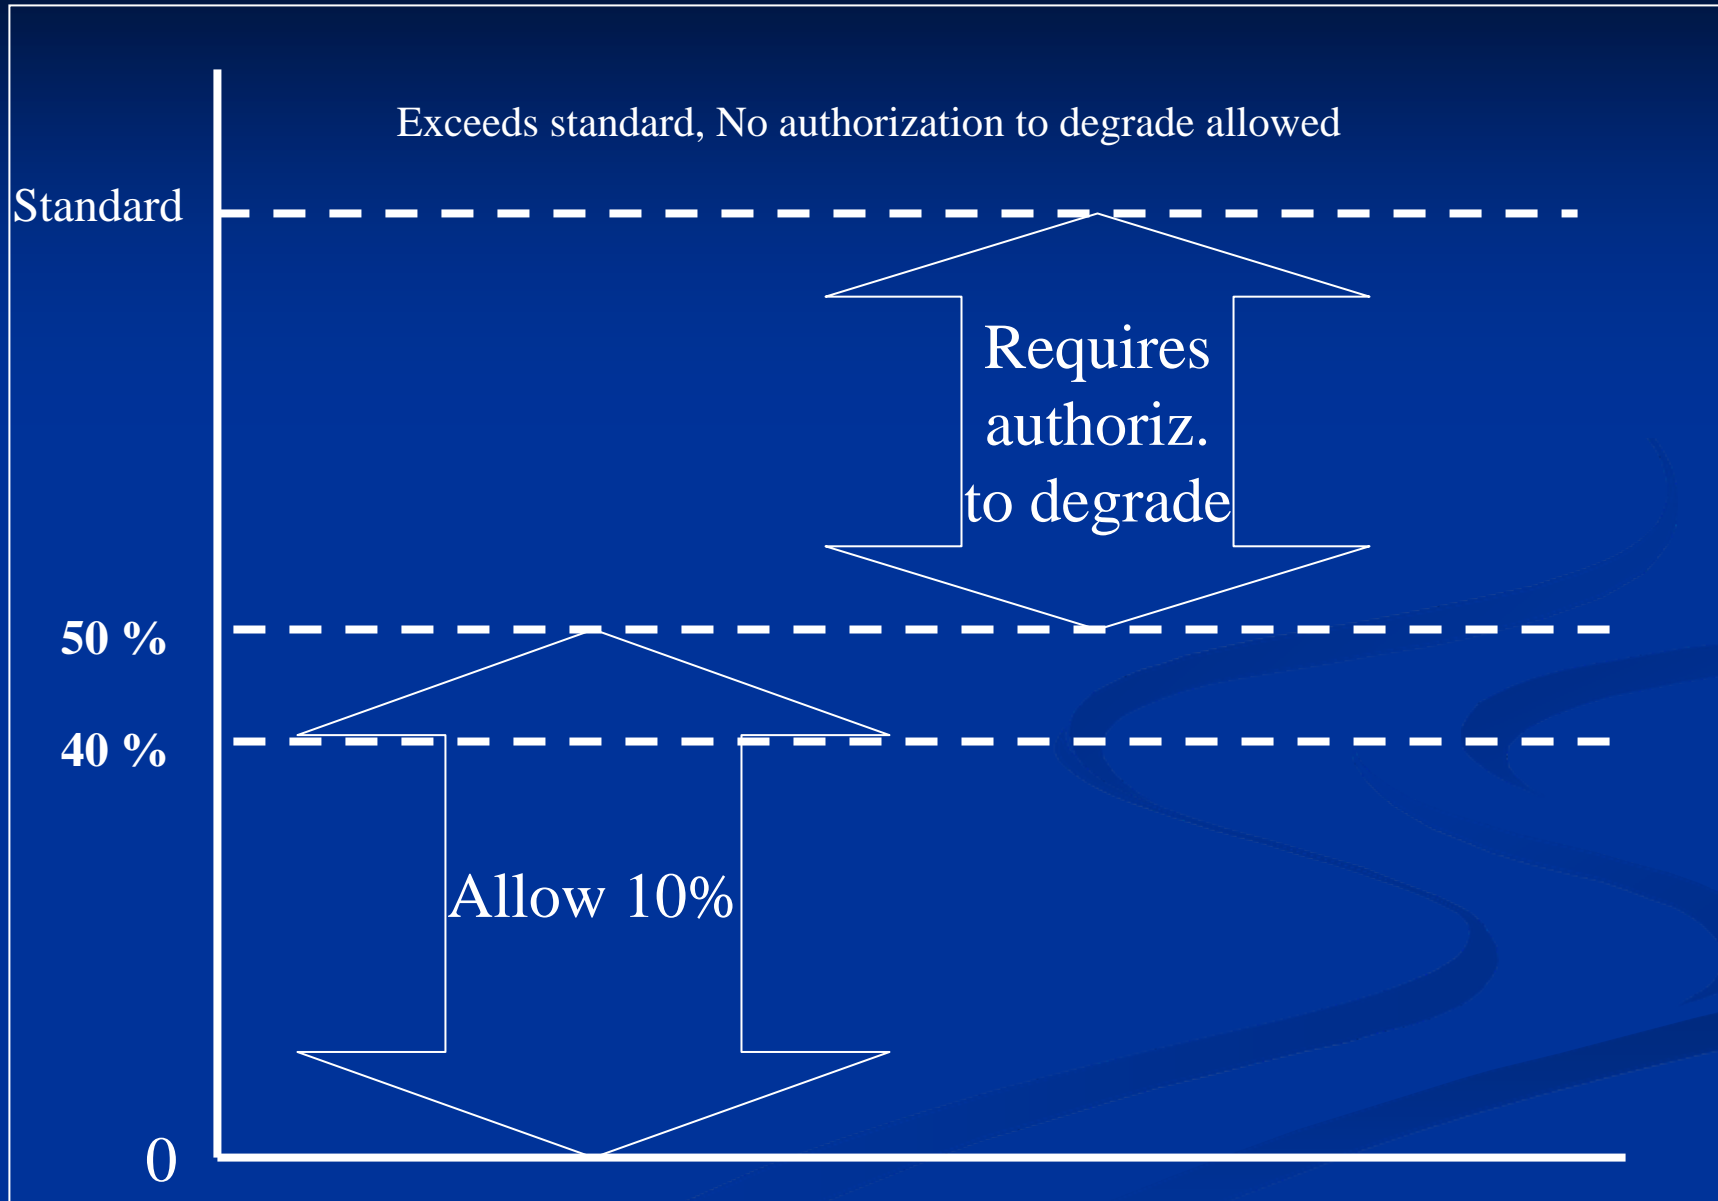 Exceeds standard, No authorization to degrade allowed
Standard
Requires
authoriz.
to degrade
50 %
40 %
Allow 10%
0